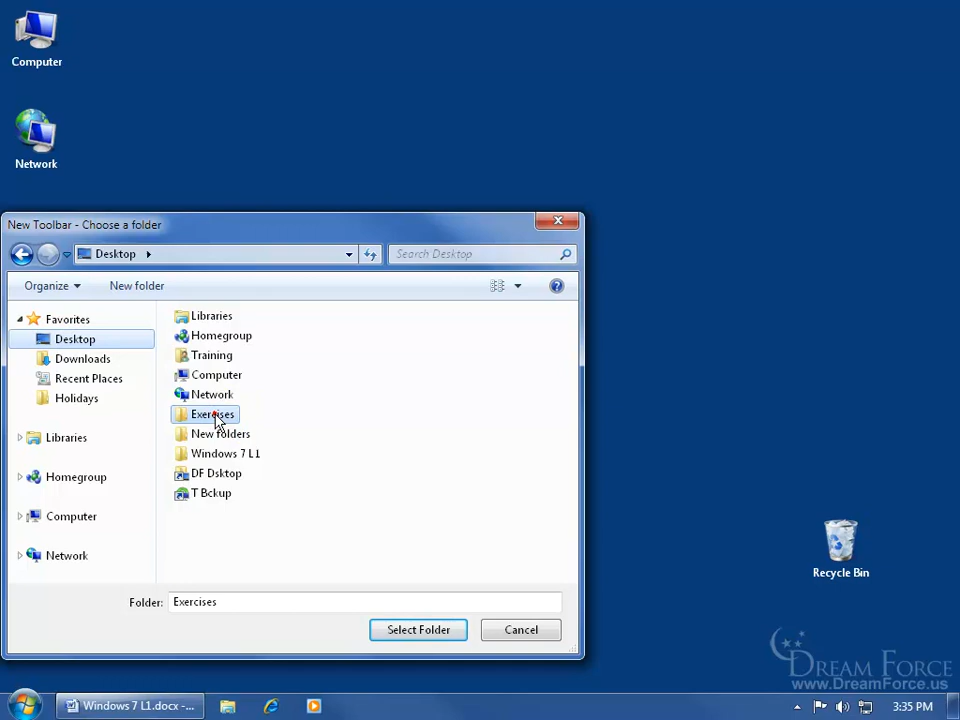 Computer
Network
New Toolbar - Choose a folder
Desktop
Search Desktop
Organize
New folder
Favorites
Desktop
Downloads
Recent Places
Holidays
Libraries
Homegroup
Computer
Network
Libraries
Homegroup
Training
Computer
Network
Exercises
New folders
Windows 7 L1
DF Dsktop
T Bckup
Folder: Exercises
Select Folder
Cancel
Recycle Bin
DREAM FORCE
www.DreamForce.us
Windows 7 L1.docx -...
3:35 PM